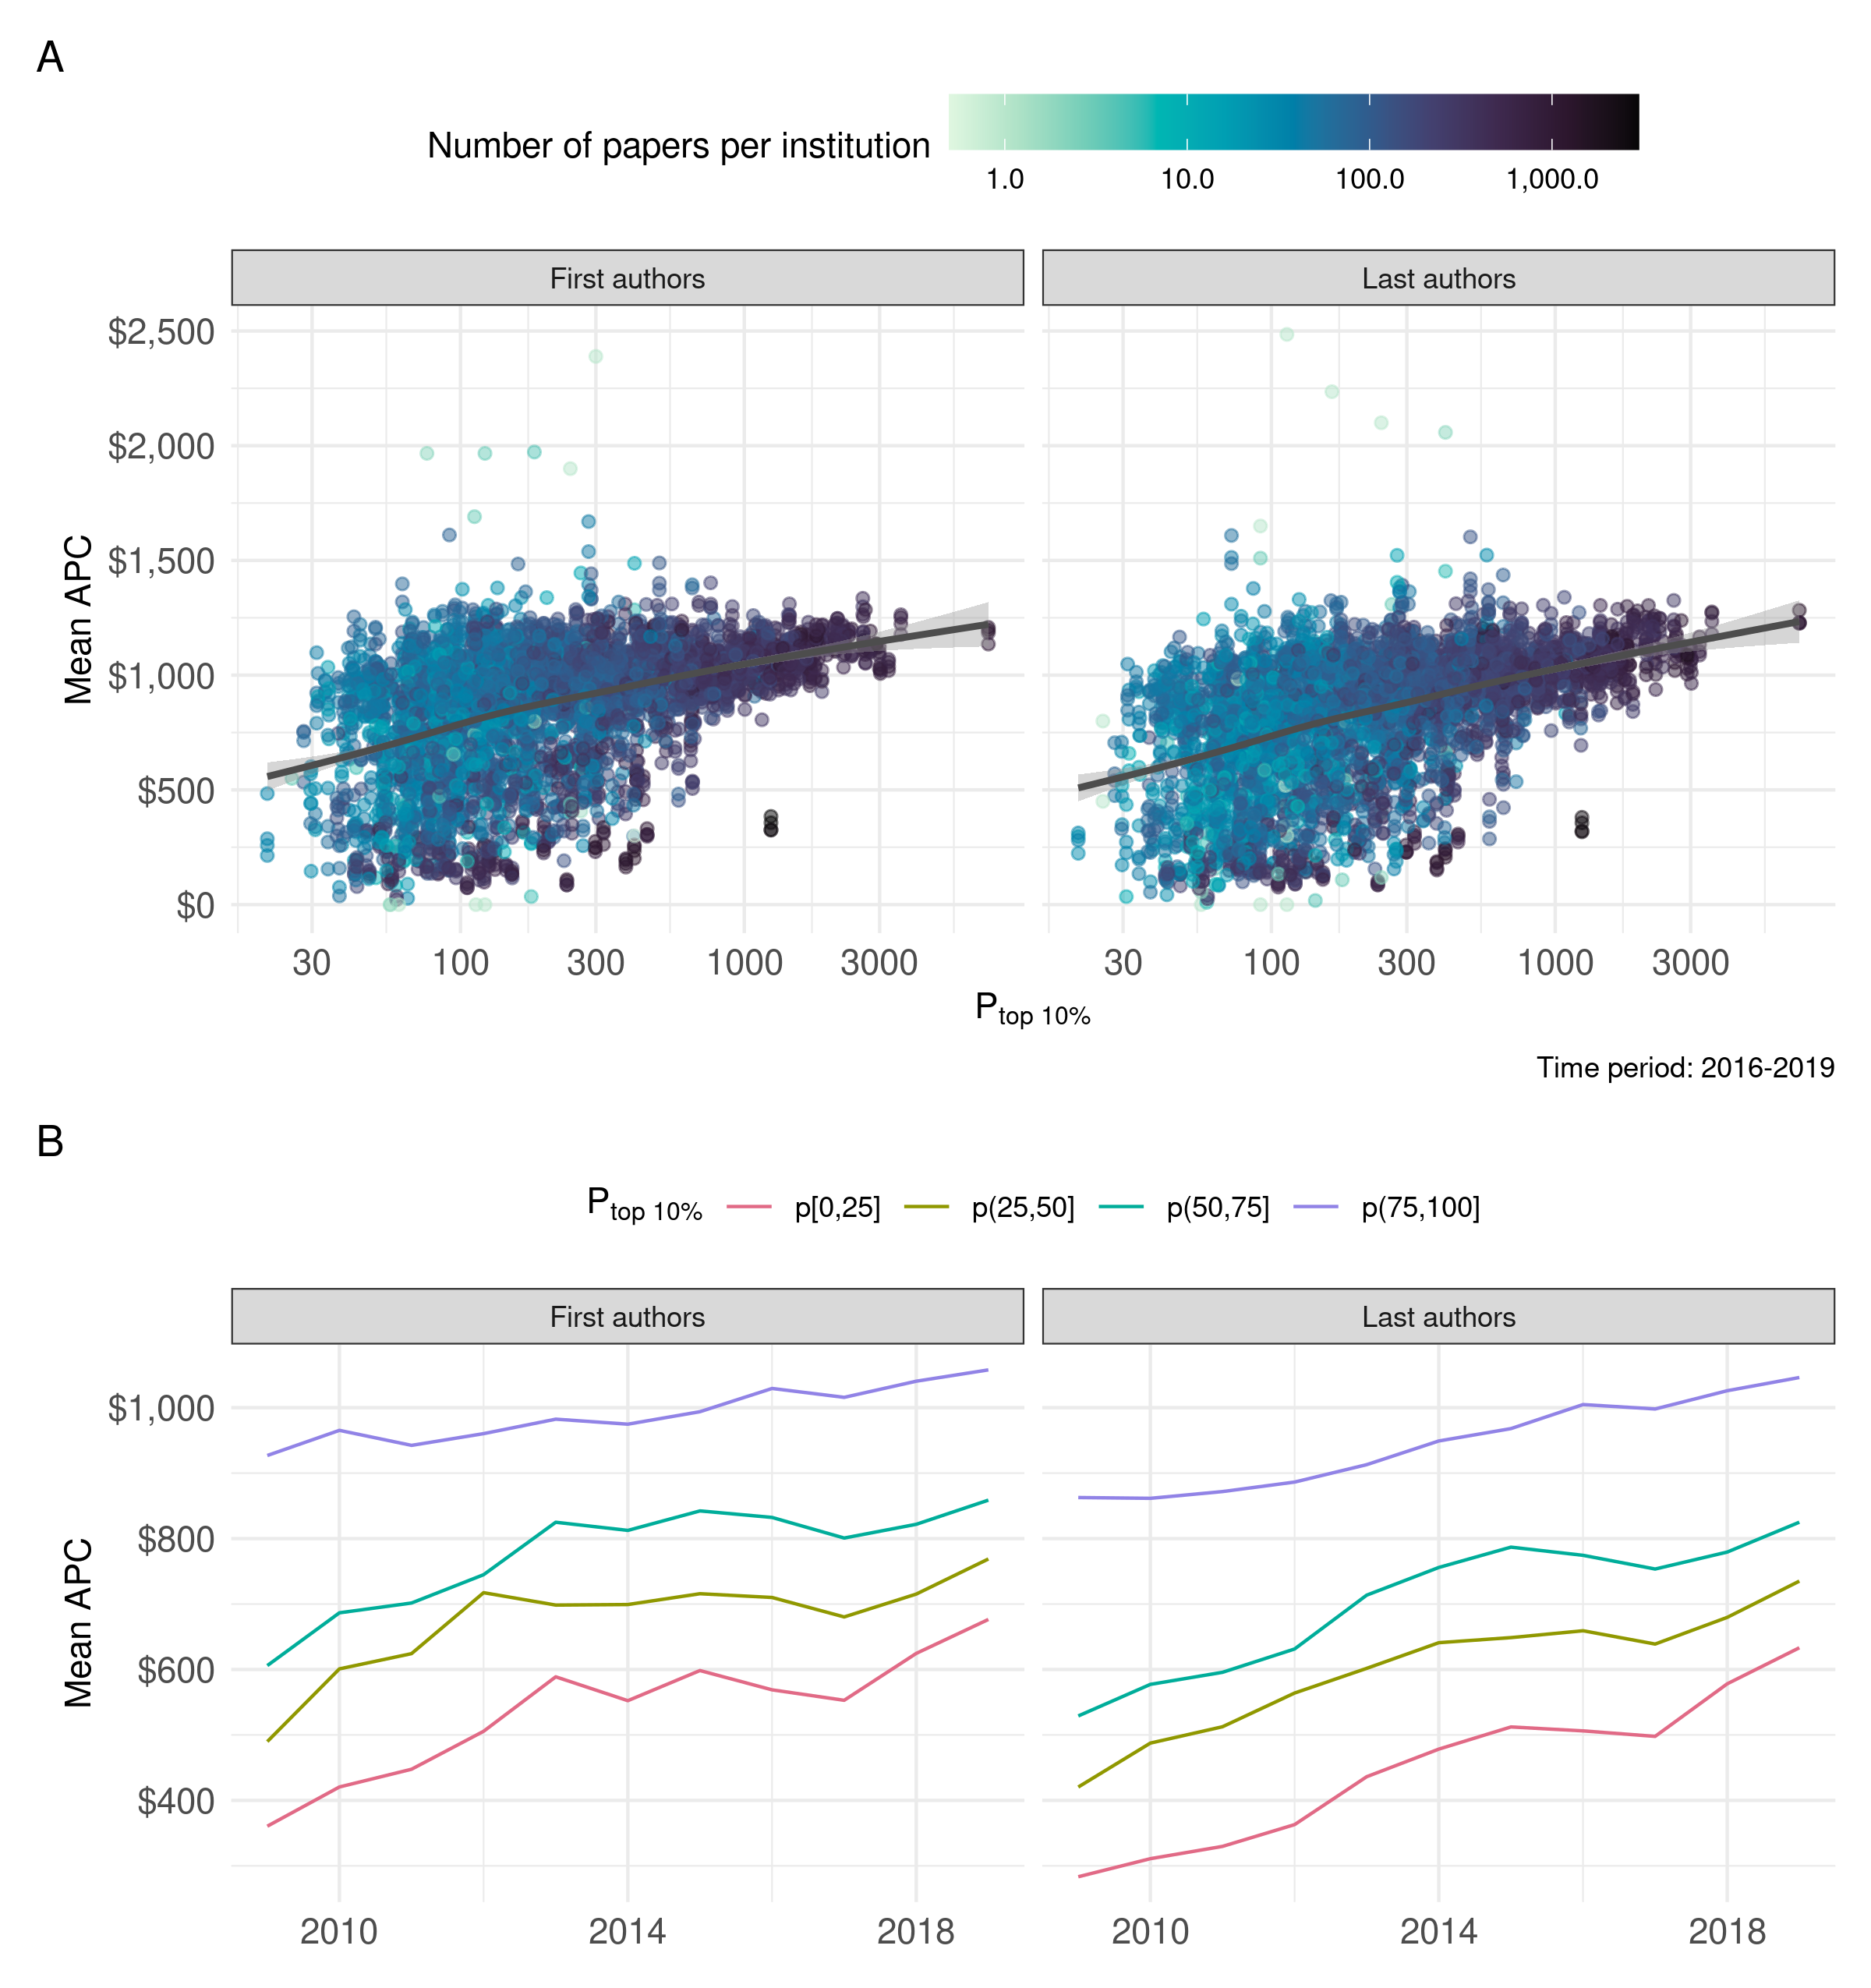 A
Number of papers per institution
1.0 10.0 100.0 1,000.0
First authors Last authors
Mean APC
$2,500
$2,000
$1,500
$1,000
$500
$0
30 100 300 1000 3000 30 100 300 1000 3000
Ptop 10%
Time period: 2016-2019
B
Ptop 10% p[0,25] p(25,50] p(50,75] p(75,100]
First authors Last authors
Mean APC
$1,000
$800
$600
$400
2010 2014 2018 2010 2014 2018